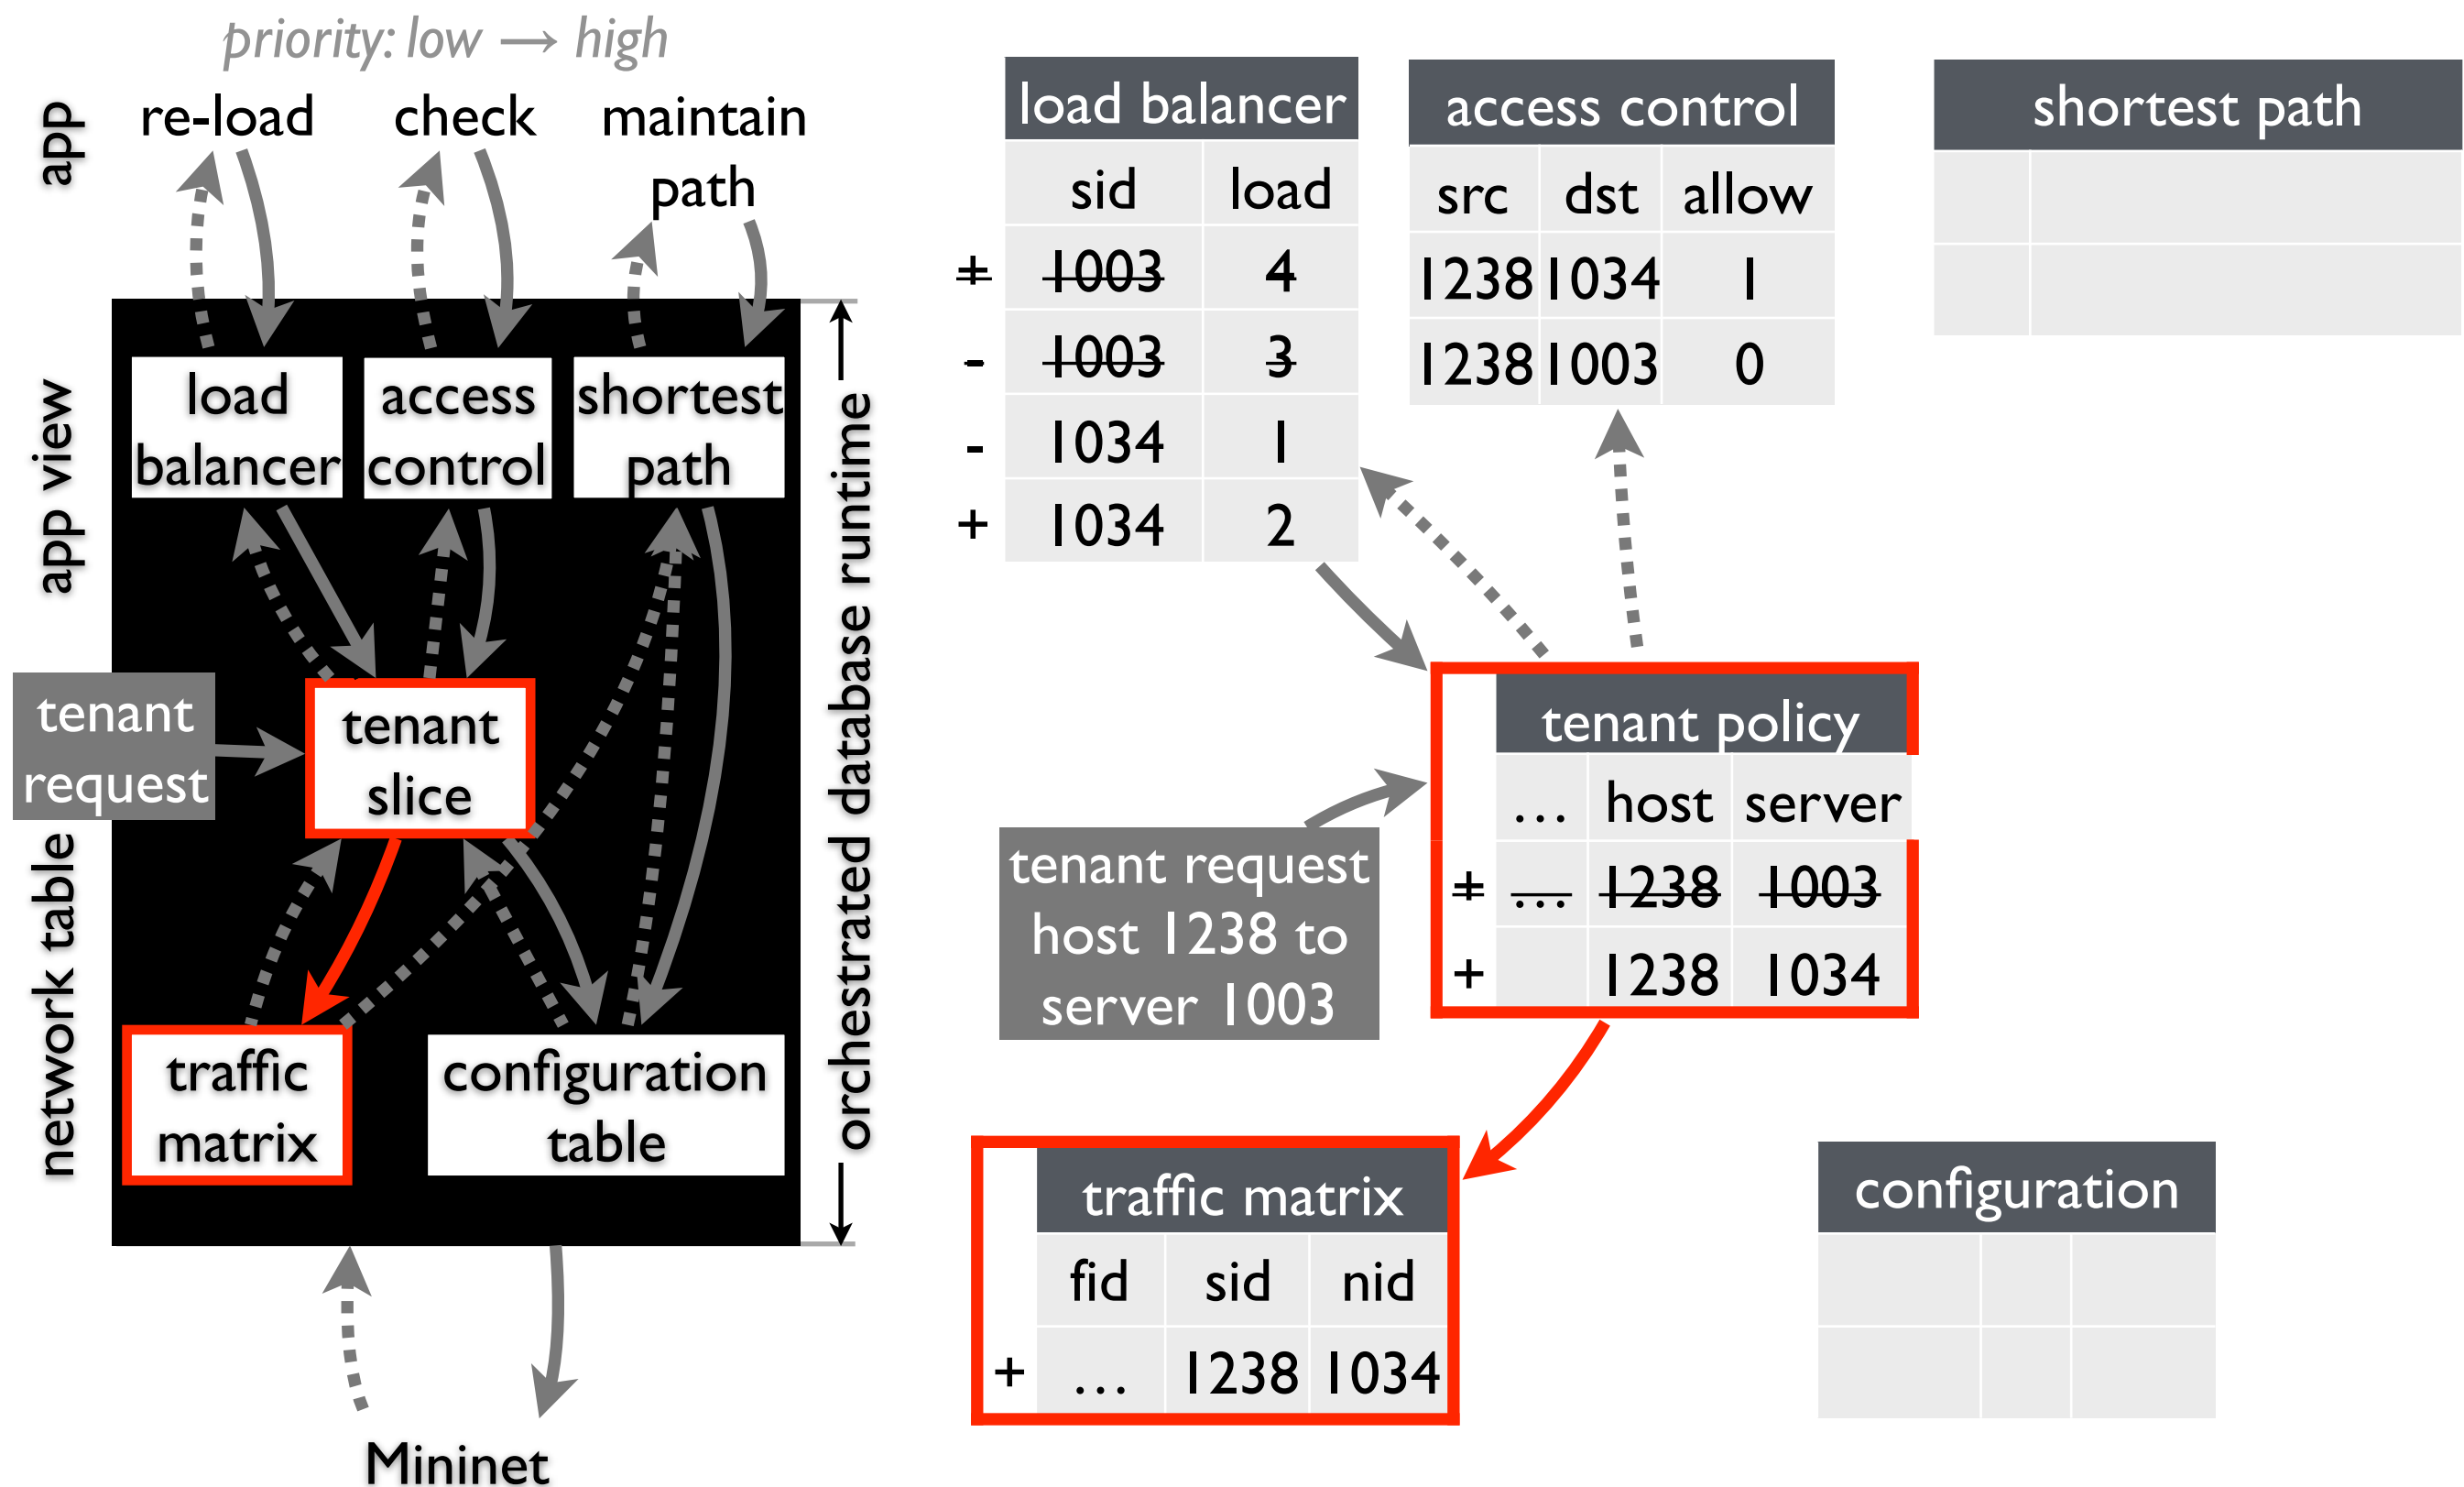 priority: low → high
app
re-load
check
maintain
path
app view
load
balancer
access
control
shortest
path
orchestrated database runtime
tenant
request
tenant
slice
network table
traffic
matrix
configuration
table
Mininet
load balancer
sid load
+ 1003 4
- 1003 3
- 1034 1
+ 1034 2
access control
src dst allow
1238 1034 1
1238 1003 0
shortest path
tenant policy
... host server
+ ... 1238 1003
+ 1238 1034
tenant request
host 1238 to
server 1003
traffic matrix
fid sid nid
+ ... 1238 1034
configuration